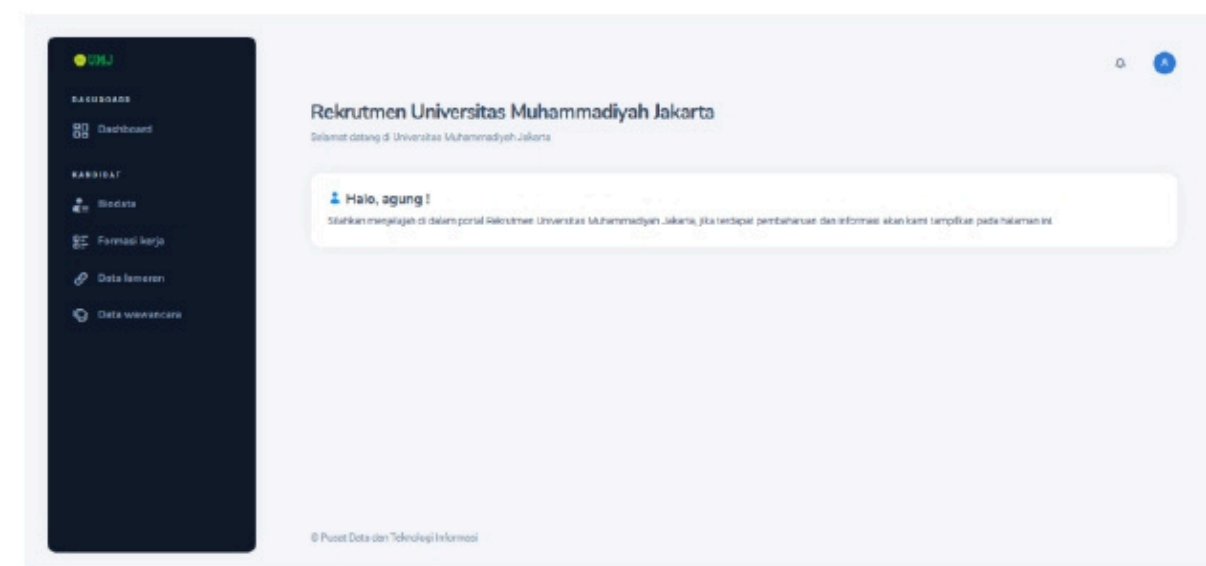 UMJ
DASHBOARD
Dashboard
KANDIDAT
Biodata
Formasi kerja
Data lamaran
Data wawancara
A
Rekrutmen Universitas Muhammadiyah Jakarta
Selamat datang di Universitas Muhammadiyah Jakarta
Halo, agung !
Silahkan menjelajah di dalam portal Rekrutmen Universitas Muhammadiyah Jakarta, jika terdapat pembaharuan dan informasi akan kami tampilkan pada halaman ini
© Pusat Data dan Teknologi Informasi